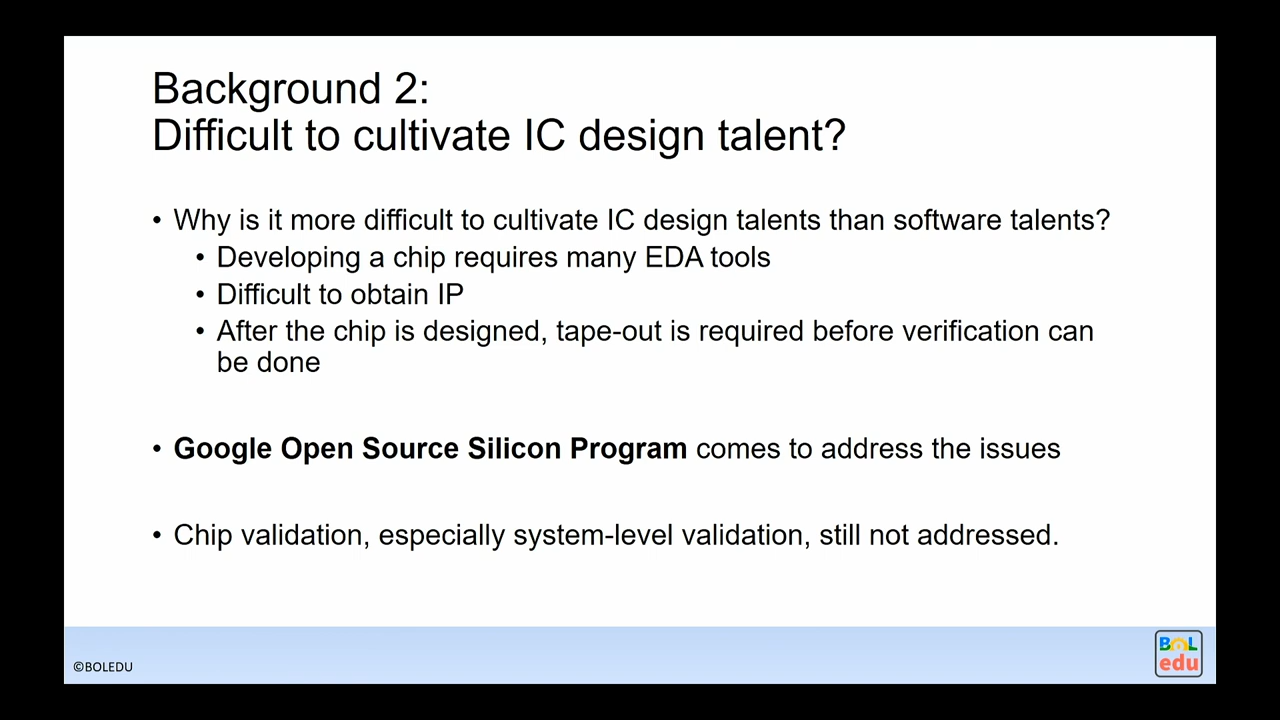 Background 2:
Difficult to cultivate IC design talent?
• Why is it more difficult to cultivate IC design talents than software talents?
• Developing a chip requires many EDA tools
• Difficult to obtain IP
• After the chip is designed, tape-out is required before verification can
be done
• Google Open Source Silicon Program comes to address the issues
• Chip validation, especially system-level validation, still not addressed.
©BOLEDU
BOL
edu